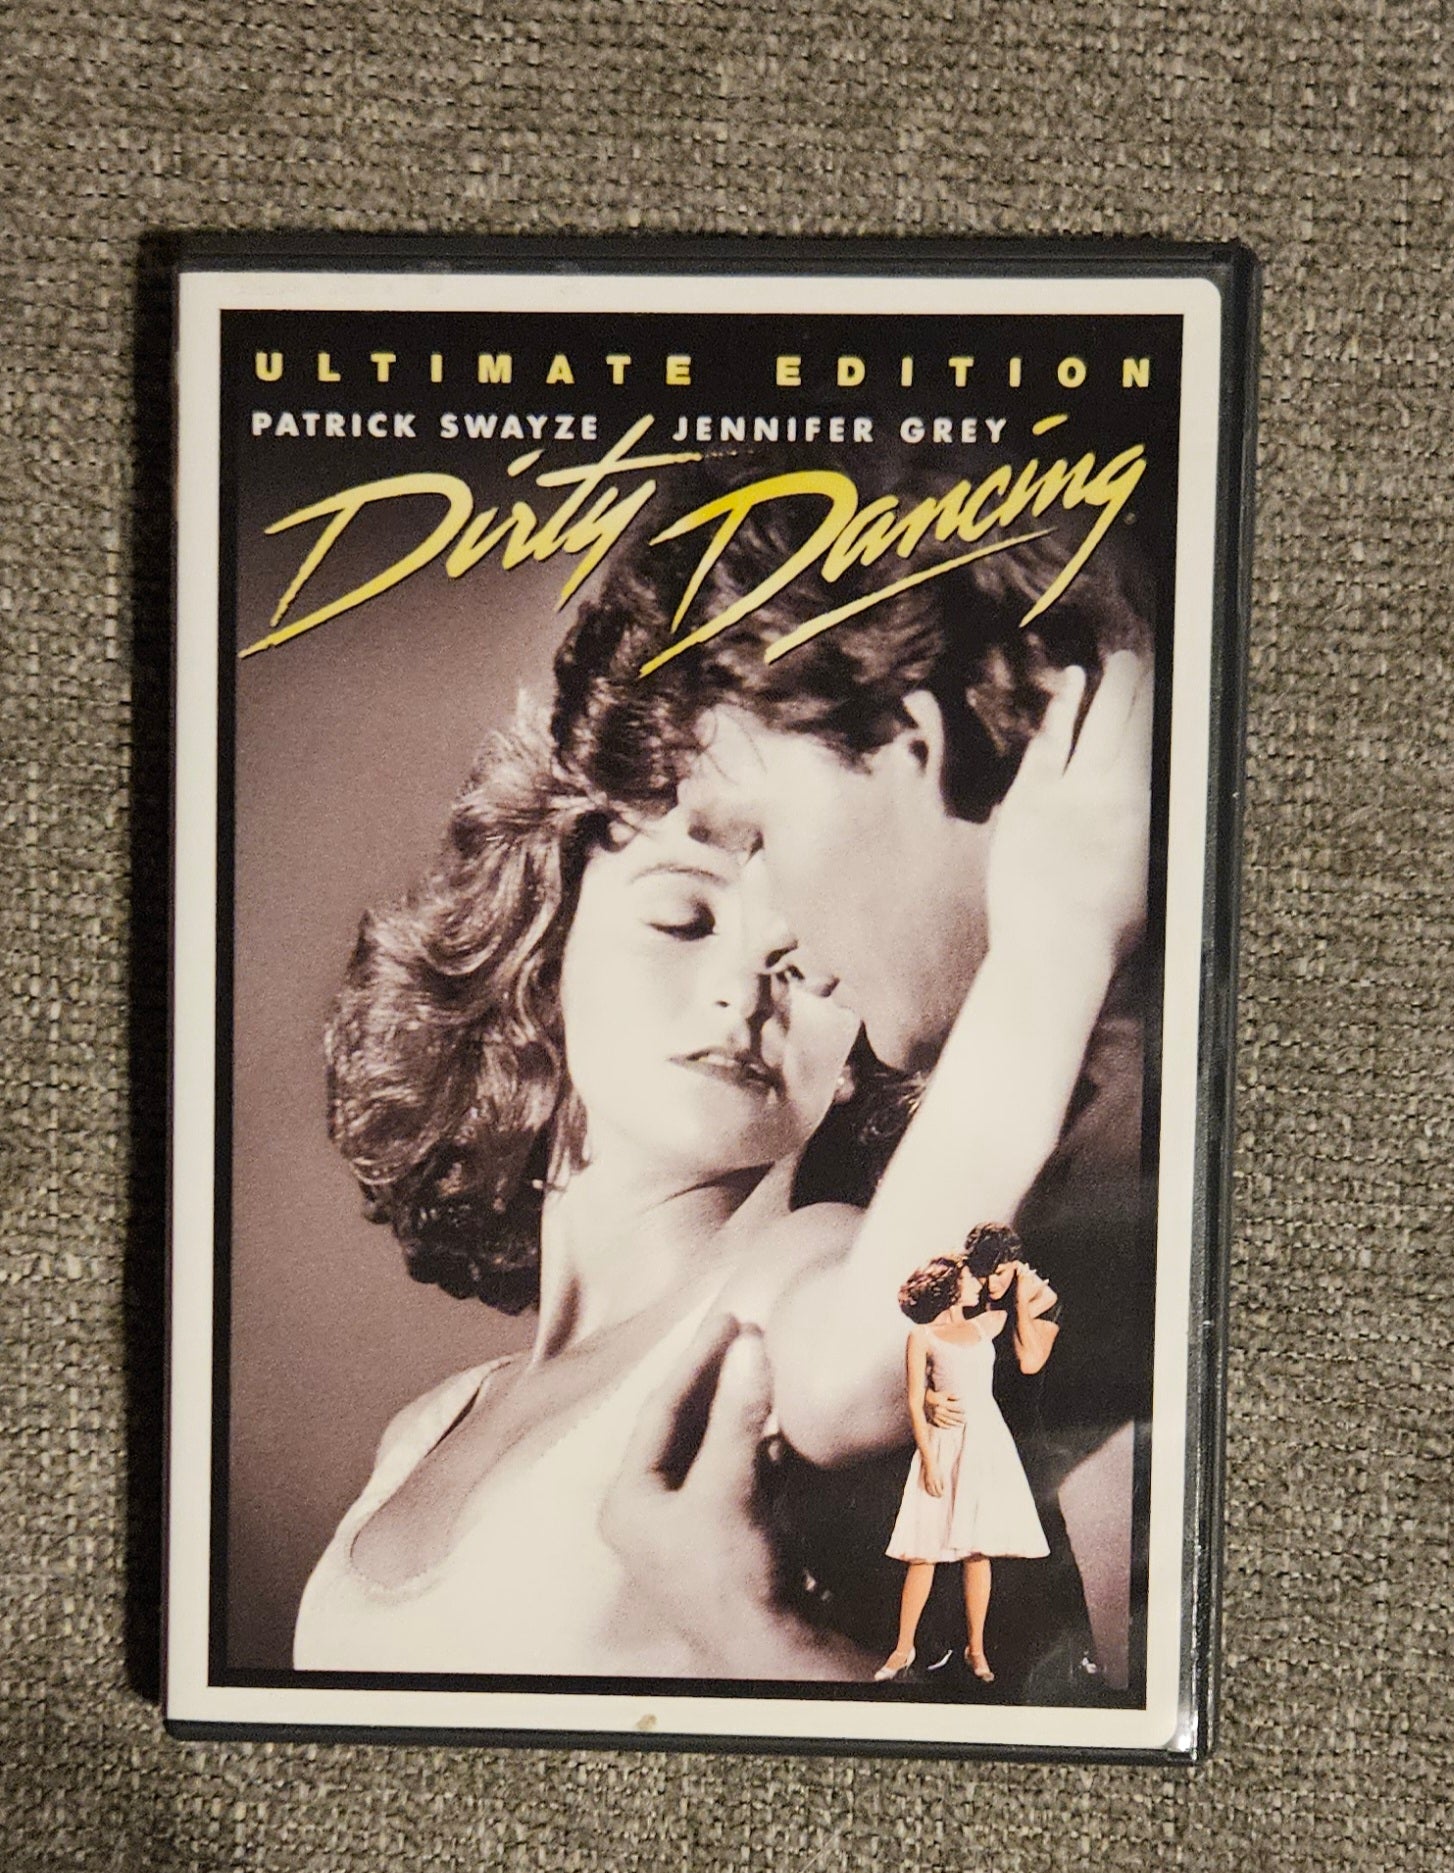 ULTIMATE EDITION
PATRICK SWAYZE JENNIFER GREY
Dirty Dancing